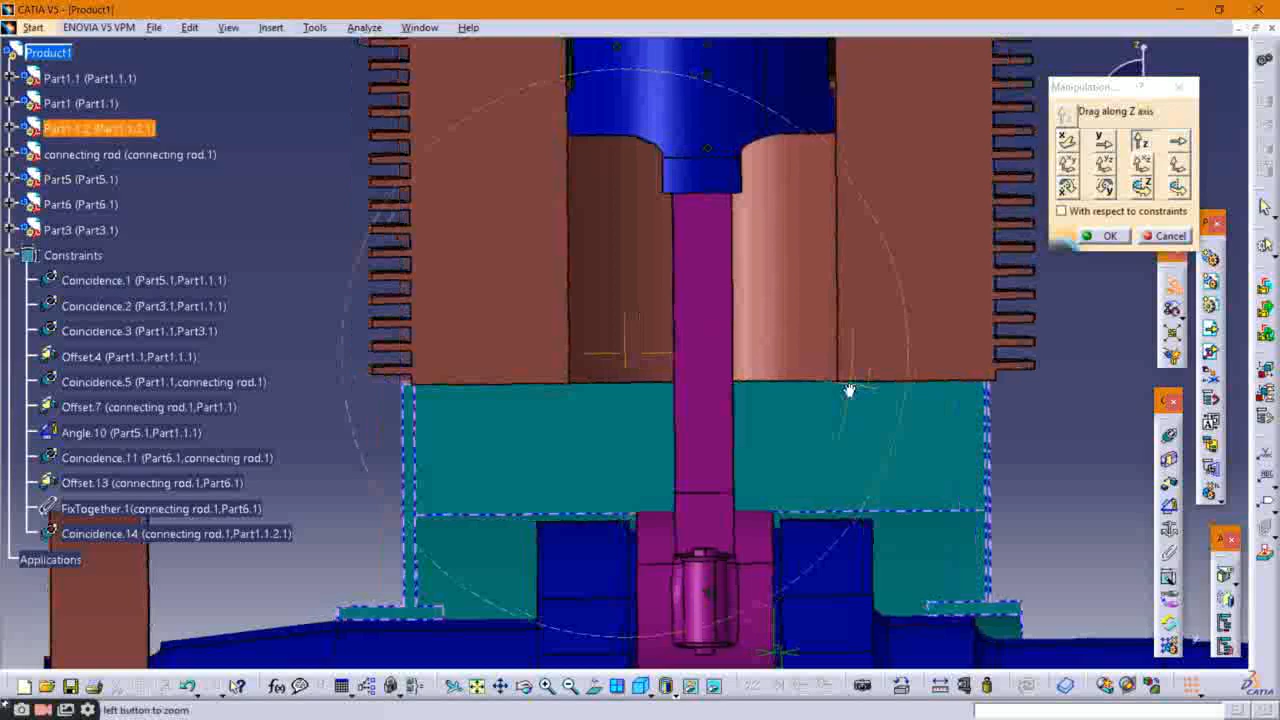 CATIA V5 - [Product1]
Start ENOVIA V5 VPM File Edit View Insert Tools Analyze Window Help
Product1
Part1.1 (Part1.1.1)
Part1 (Part1.1)
connecting rod (connecting rod.1)
Part5 (Part5.1)
Part6 (Part6.1)
Part3 (Part3.1)
Constraints
Coincidence.1 (Part5.1,Part1.1.1)
Coincidence.2 (Part3.1,Part1.1.1)
Coincidence.3 (Part1.1,Part3.1)
Offset.4 (Part1.1,Part1.1.1)
Coincidence.5 (Part1.1,connecting rod.1)
Offset.7 (connecting rod.1,Part1.1)
Angle.10 (Part5.1,Part1.1.1)
Coincidence.11 (Part6.1,connecting rod.1)
Offset.13 (connecting rod.1,Part6.1)
FixTogether.1(connecting rod.1,Part6.1)
Coincidence.14 (connecting rod.1,Part1.1.2.1)
Applications
Manipulation...
Drag along Z axis
With respect to constraints
OK Cancel
CATIA
left button to zoom